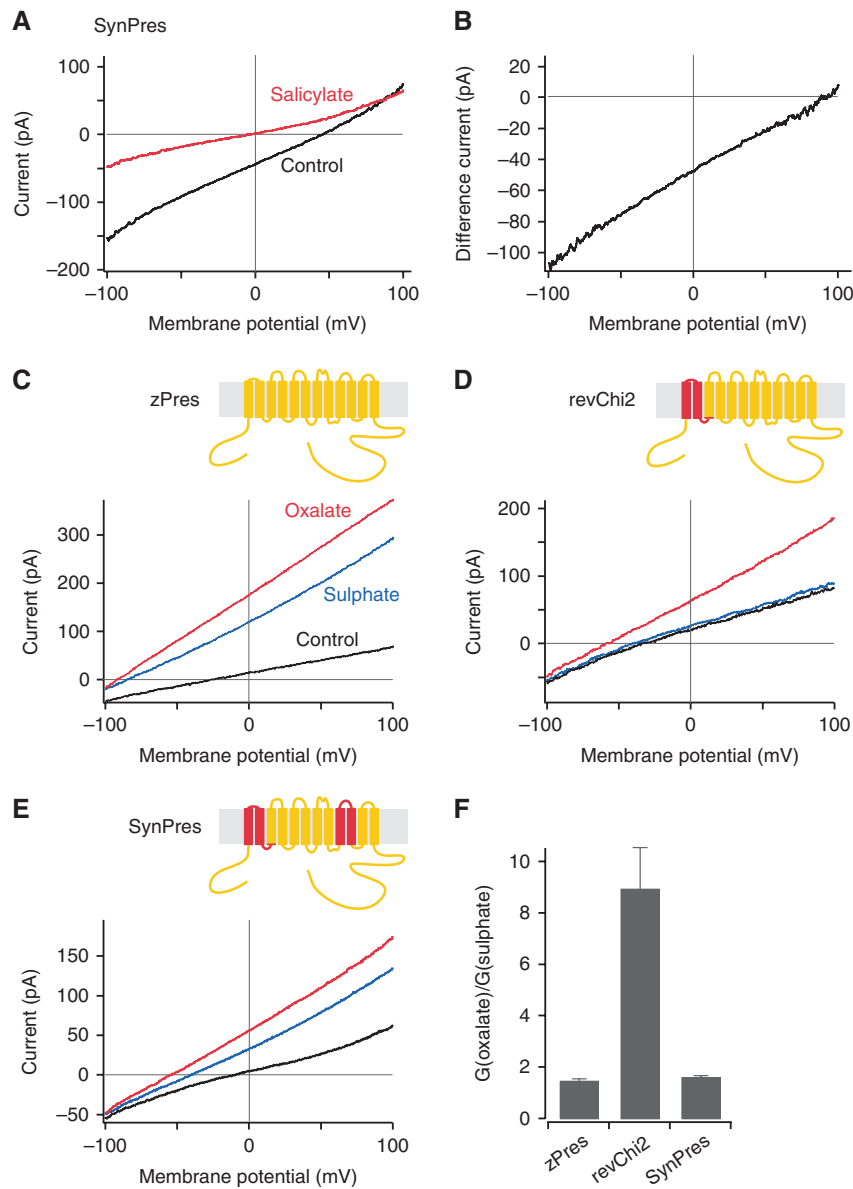 A
SynPres
100
0
−100
−200
Current (pA)
Salicylate
Control
−100
0
100
Membrane potential (mV)
B
20
0
−20
−40
−60
−80
−100
Difference current (pA)
−100
0
100
Membrane potential (mV)
C
zPres
300
200
100
0
Current (pA)
Oxalate
Sulphate
Control
−100
0
100
Membrane potential (mV)
D
revChi2
200
100
0
−100
Current (pA)
−100
0
100
Membrane potential (mV)
E
SynPres
150
100
50
0
−50
Current (pA)
−100
0
100
Membrane potential (mV)
F
10
8
6
4
2
0
G(oxalate)/G(sulphate)
zPres
revChi2
SynPres